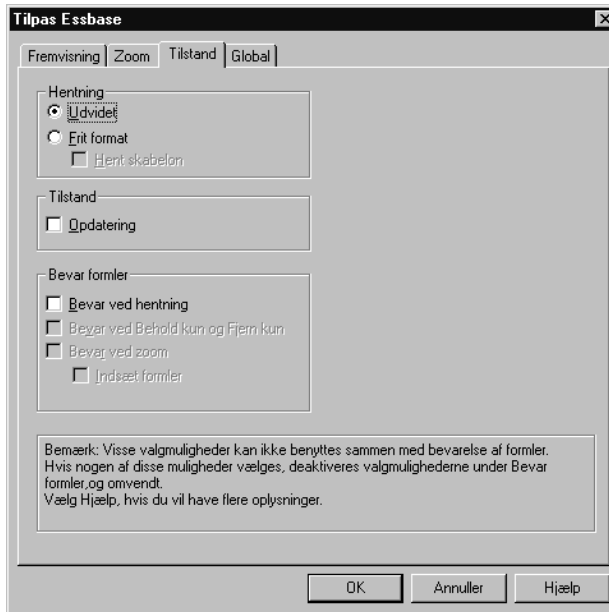 Tilpas Essbase
Fremvisning Zoom Tilstand Global
Hentning
Udvidet
Frit format
Hent skabelon
Tilstand
Opdatering
Bevar formler
Bevar ved hentning
Bevar ved Behold kun og Fjern kun
Bevar ved zoom
Indsæt formler
Bemærk: Visse valgmuligheder kan ikke benyttes sammen med bevarelse af formler.
Hvis nogen af disse muligheder vælges, deaktiveres valgmulighederne under Bevar
formler,og omvendt.
Vælg Hjælp, hvis du vil have flere oplysninger.
OK Annuller Hjælp